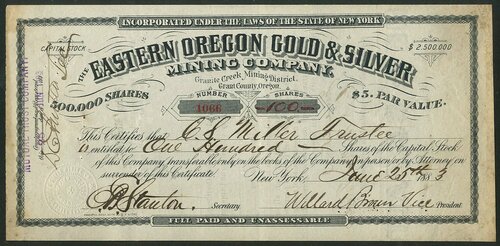 INCORPORATED UNDER THE LAWS OF THE STATE OF NEW YORK.
CAPITAL STOCK $2,500,000
THE EASTERN OREGON GOLD & SILVER
MINING COMPANY.
Granite Creek Mining District,
Grant County, Oregon.
500,000 SHARES $5. PAR VALUE.
NUMBER SHARES
1066 100
This Certifies that C. S. Miller Trustee
is entitled to One Hundred Shares of the Capital Stock
of this Company transferable only on the books of the Company in person or by Attorney on
surrender of this Certificate. New York, June 25th 1883
Stanton Secretary Willard Brown Vice President
FULL PAID AND UNASSESSABLE